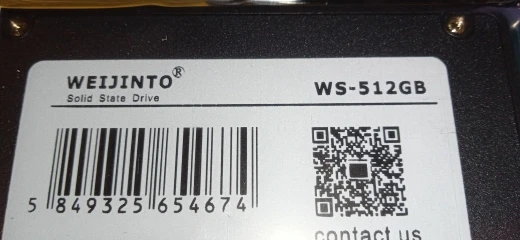 WEIJINTO®
Solid State Drive
WS-512GB
5 849325 654674
contact us